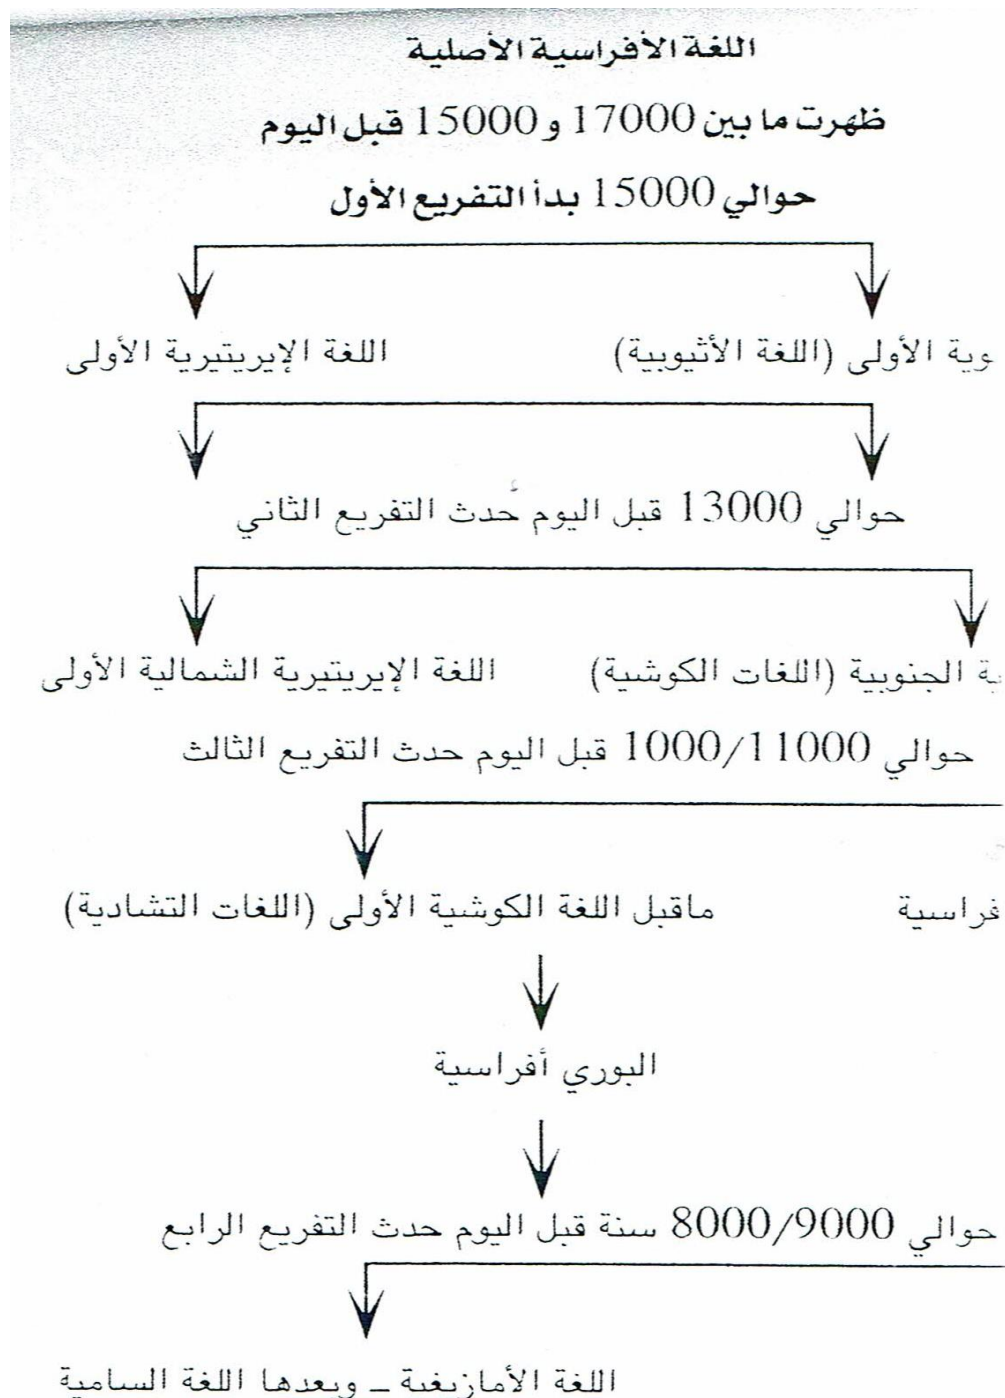 اللغة الأفراسية الأصلية
ظهرت ما بين 17000 و 15000 قبل اليوم
حوالي 15000 بدأ التفريع الأول
وية الأولى (اللغة الأثيوبية) اللغة الإيريتيرية الأولى
حوالي 13000 قبل اليوم حدث التفريع الثاني
الجنوبية (اللغات الكوشية) اللغة الإيريتيرية الشمالية الأولى
حوالي 1000/11000 قبل اليوم حدث التفريع الثالث
فراسية ماقبل اللغة الكوشية الأولى (اللغات التشادية)
البوري أفراسية
حوالي 8000/9000 سنة قبل اليوم حدث التفريع الرابع
اللغة الأمازيغية ـ وبعدها اللغة السامية